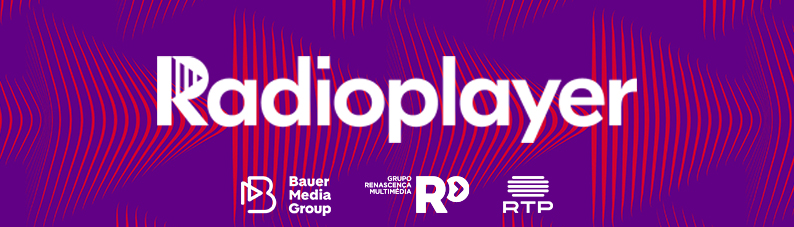 Radioplayer
Bauer
Media
Group
GRUPO
RENASCENÇA
MULTIMÉDIA
R
RTP